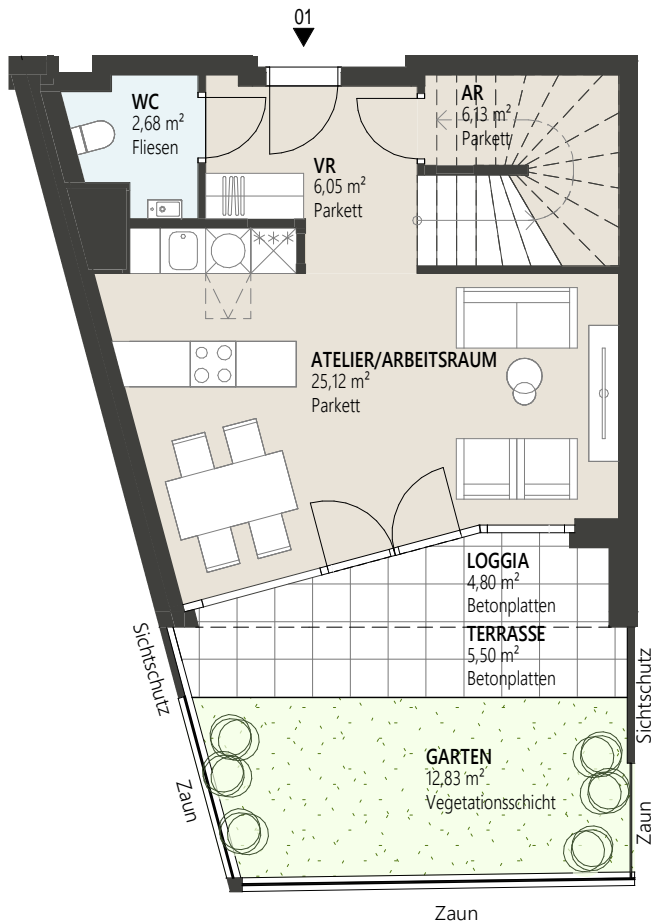 01
WC
2,68 m²
Fliesen
AR
6,13 m²
Parkett
VR
6,05 m²
Parkett
ATELIER/ARBEITSRAUM
25,12 m²
Parkett
LOGGIA
4,80 m²
Betonplatten
TERRASSE
5,50 m²
Betonplatten
Sichtschutz
Sichtschutz
GARTEN
12,83 m²
Vegetationsschicht
Zaun
Zaun
Zaun